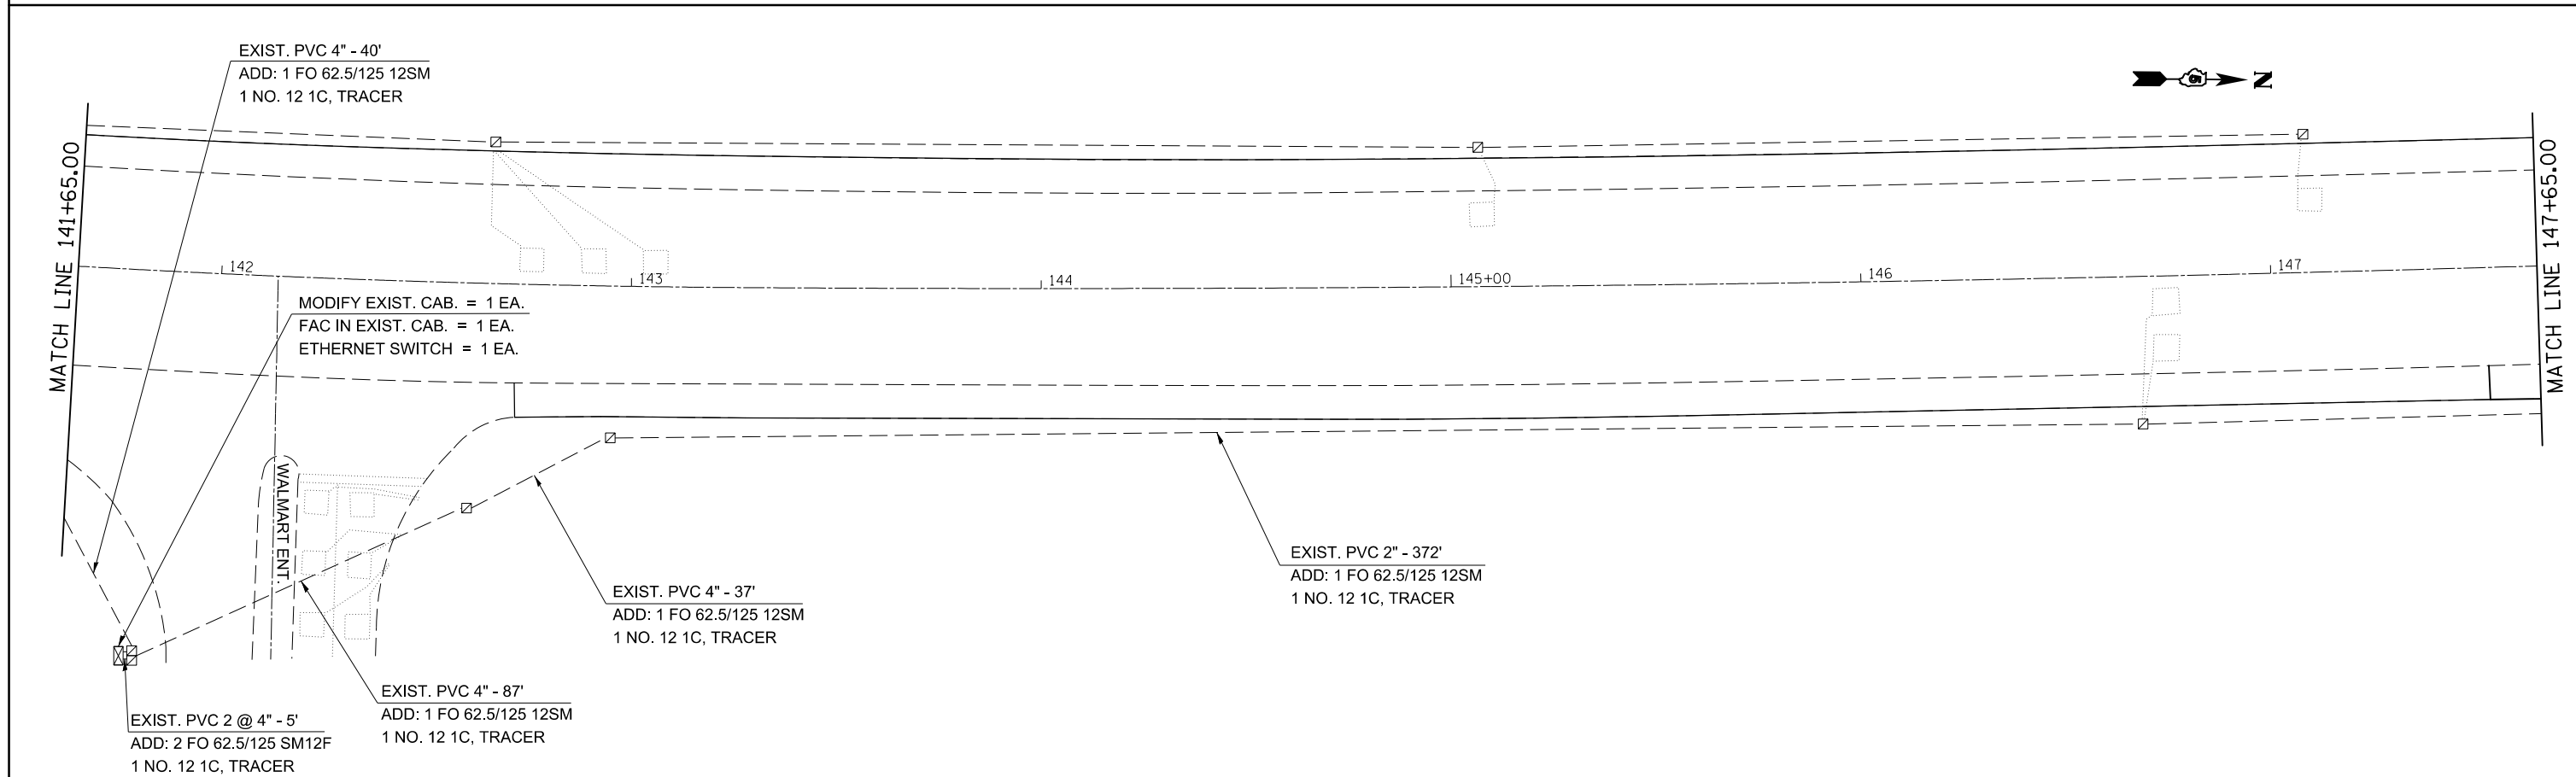 EXIST. PVC 4" - 40'
ADD: 1 FO 62.5/125 12SM
1 NO. 12 1C, TRACER
N
MATCH LINE 141+65.00
MATCH LINE 147+65.00
142
143
144
145+00
146
147
MODIFY EXIST. CAB. = 1 EA.
FAC IN EXIST. CAB. = 1 EA.
ETHERNET SWITCH = 1 EA.
WALMART ENT.
EXIST. PVC 2" - 372'
ADD: 1 FO 62.5/125 12SM
1 NO. 12 1C, TRACER
EXIST. PVC 4" - 37'
ADD: 1 FO 62.5/125 12SM
1 NO. 12 1C, TRACER
EXIST. PVC 4" - 87'
ADD: 1 FO 62.5/125 12SM
1 NO. 12 1C, TRACER
EXIST. PVC 2 @ 4" - 5'
ADD: 2 FO 62.5/125 SM12F
1 NO. 12 1C, TRACER